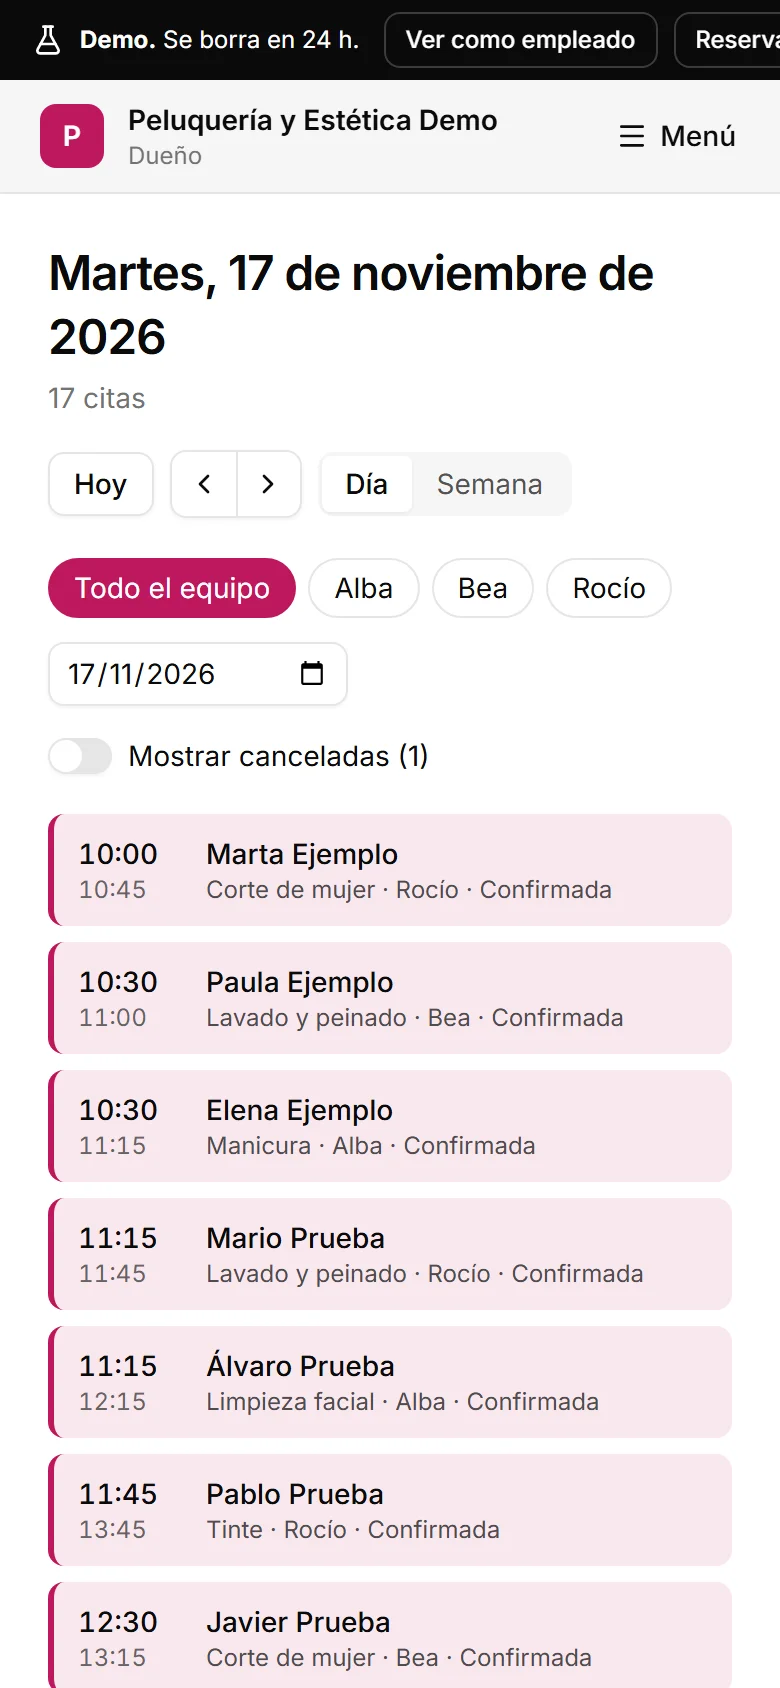 Demo. Se borra en 24 h. Ver como empleado Reserva
P Peluquería y Estética Demo
Dueño
Menú
Martes, 17 de noviembre de
2026
17 citas
Hoy Día Semana
Todo el equipo Alba Bea Rocío
17/11/2026
Mostrar canceladas (1)
10:00 Marta Ejemplo
10:45 Corte de mujer · Rocío · Confirmada
10:30 Paula Ejemplo
11:00 Lavado y peinado · Bea · Confirmada
10:30 Elena Ejemplo
11:15 Manicura · Alba · Confirmada
11:15 Mario Prueba
11:45 Lavado y peinado · Rocío · Confirmada
11:15 Álvaro Prueba
12:15 Limpieza facial · Alba · Confirmada
11:45 Pablo Prueba
13:45 Tinte · Rocío · Confirmada
12:30 Javier Prueba
13:15 Corte de mujer · Bea · Confirmada